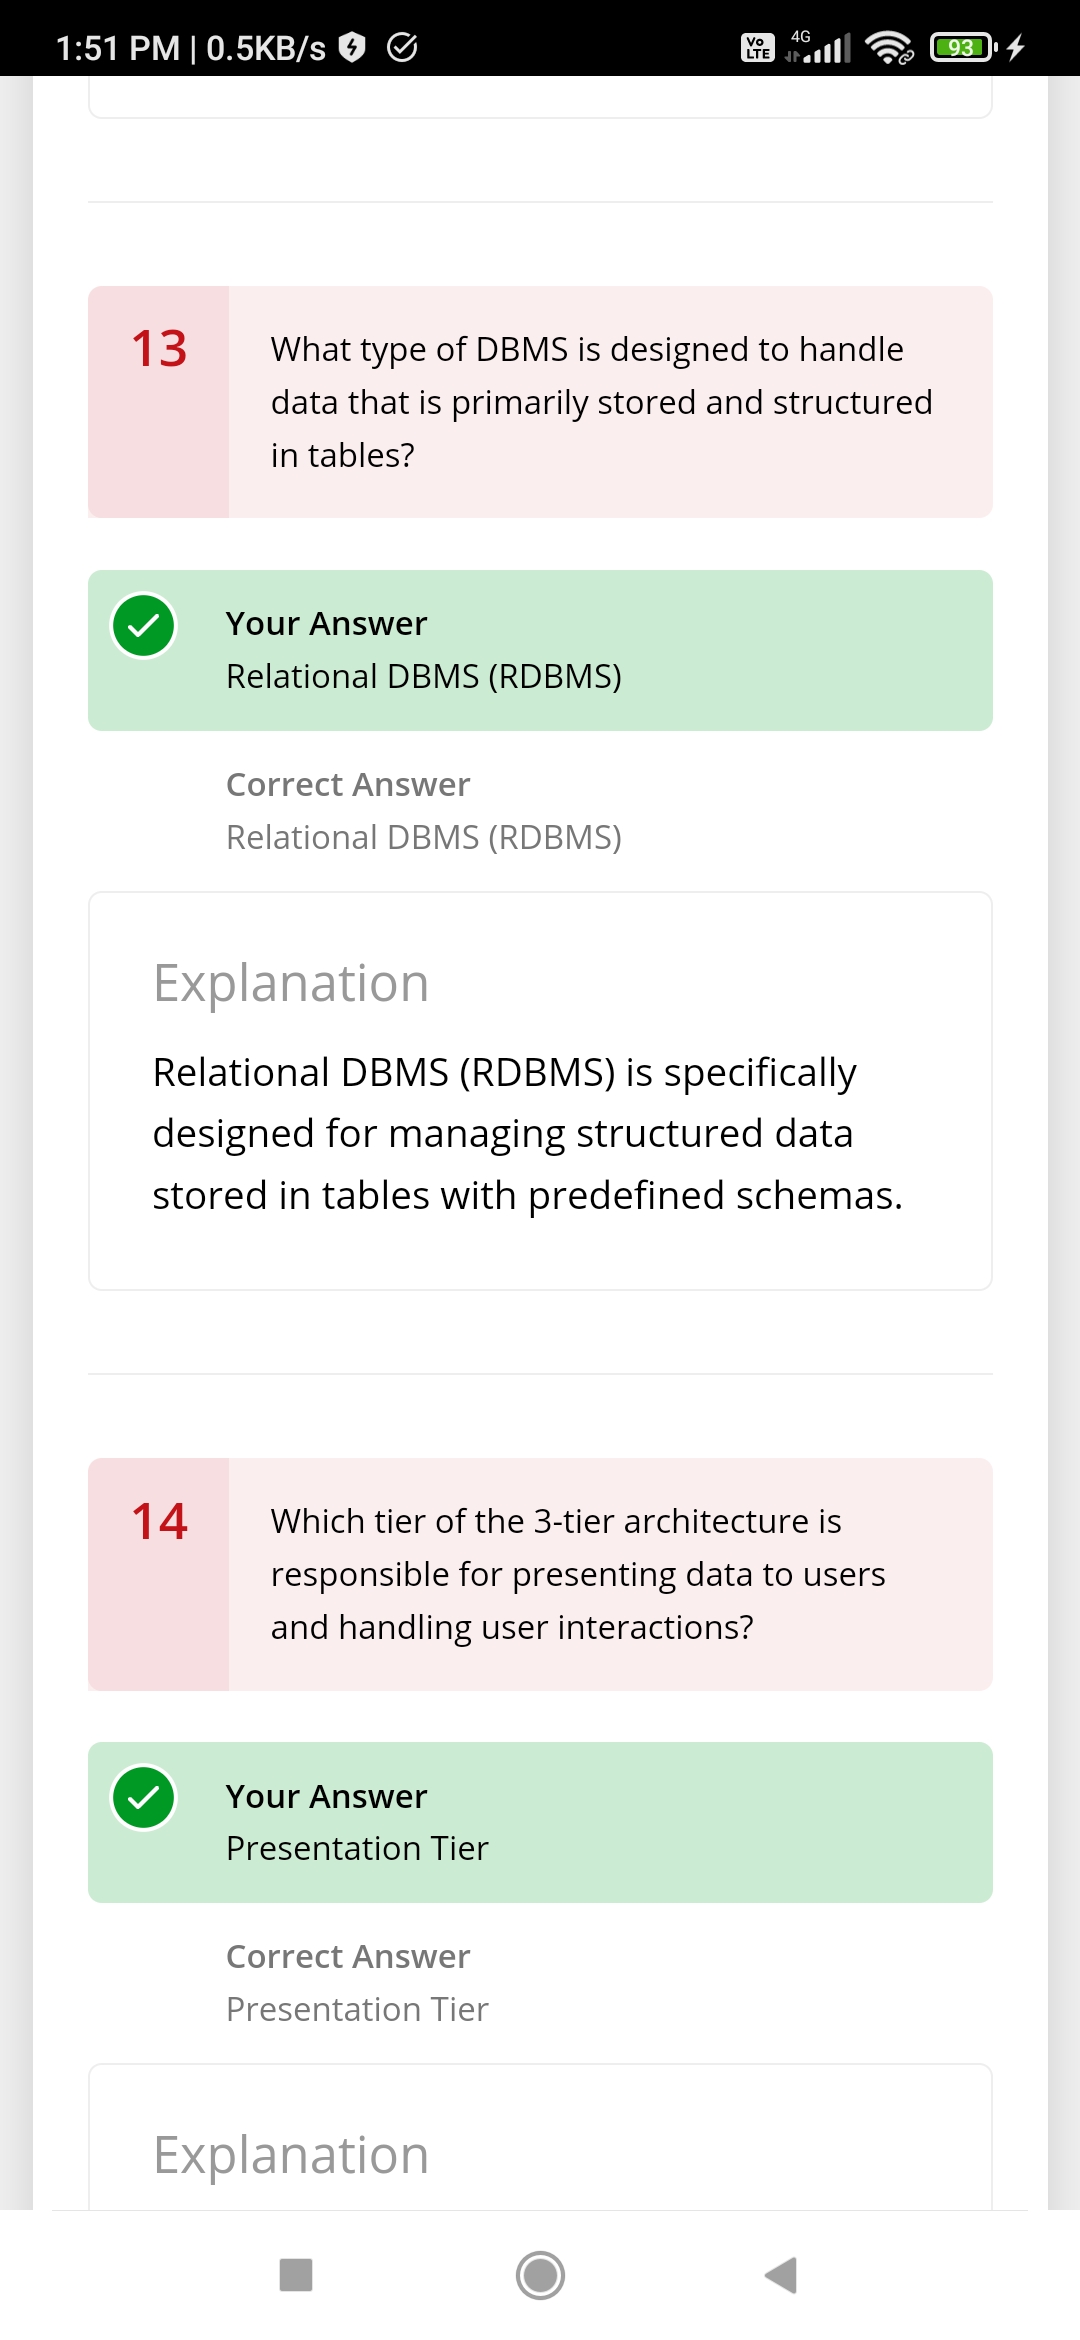 1:51 PM | 0.5KB/s Vo LTE 4G 93
13
What type of DBMS is designed to handle
data that is primarily stored and structured
in tables?
Your Answer
Relational DBMS (RDBMS)
Correct Answer
Relational DBMS (RDBMS)
Explanation
Relational DBMS (RDBMS) is specifically
designed for managing structured data
stored in tables with predefined schemas.
14
Which tier of the 3-tier architecture is
responsible for presenting data to users
and handling user interactions?
Your Answer
Presentation Tier
Correct Answer
Presentation Tier
Explanation